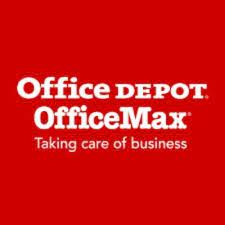 Office DEPOT®
OfficeMax®
Taking care of business